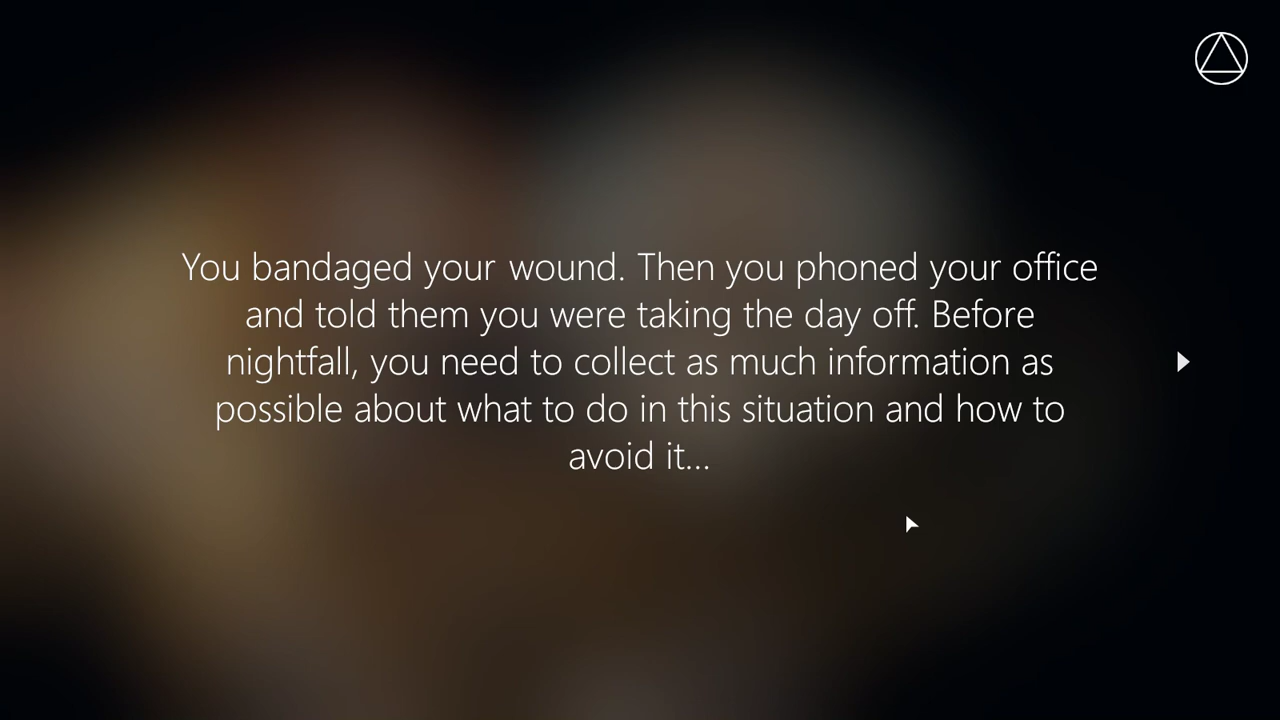 You bandaged your wound. Then you phoned your office
and told them you were taking the day off. Before
nightfall, you need to collect as much information as
possible about what to do in this situation and how to
avoid it...